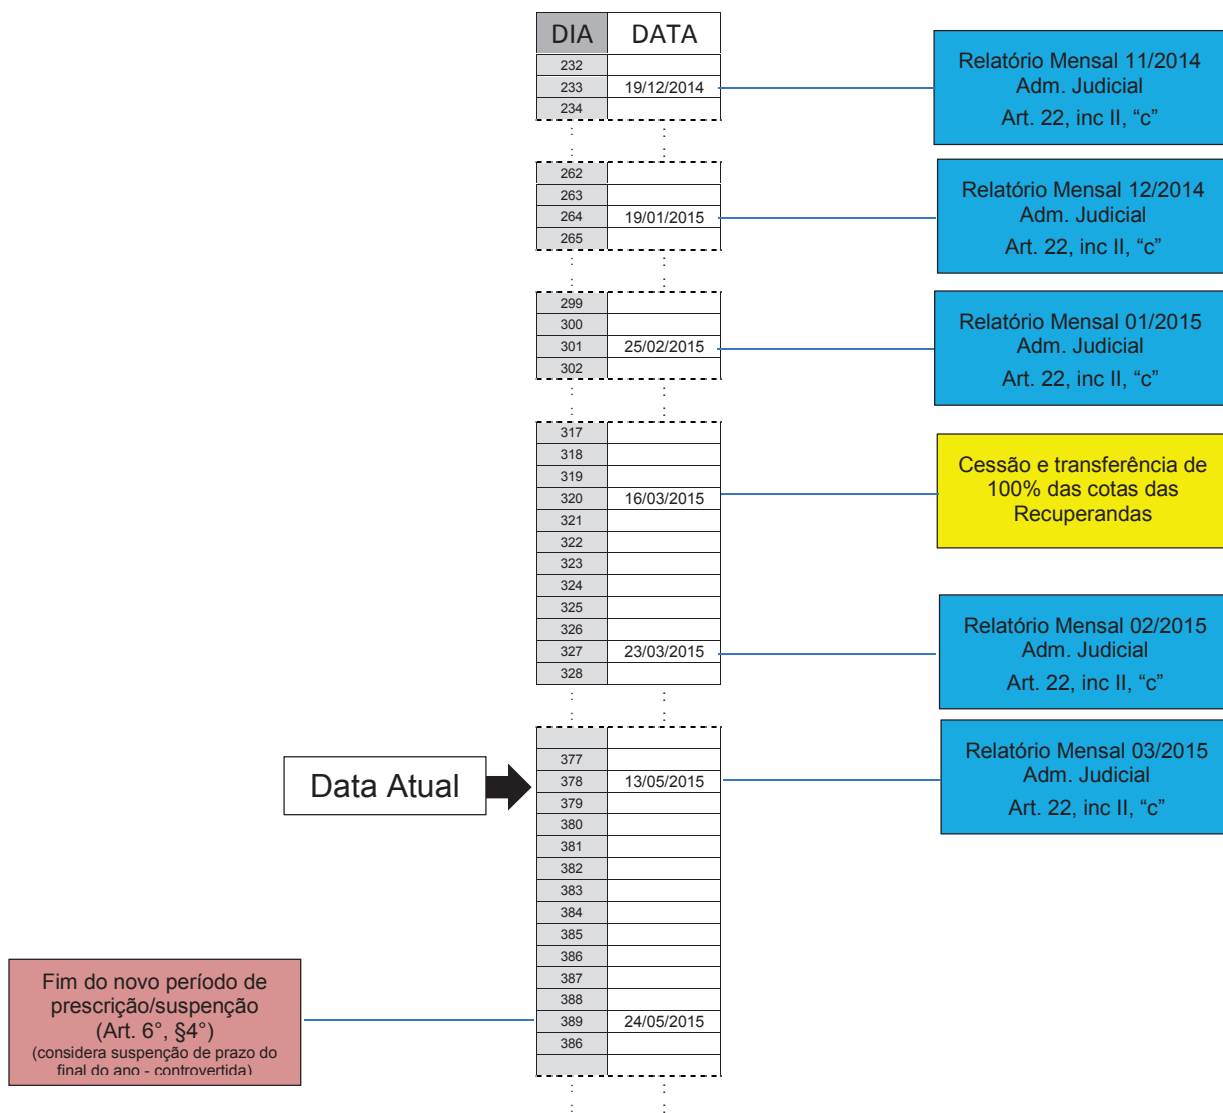 DIA DATA
232
233 19/12/2014
234
Relatório Mensal 11/2014
Adm. Judicial
Art. 22, inc II, “c”
262
263
264 19/01/2015
265
Relatório Mensal 12/2014
Adm. Judicial
Art. 22, inc II, “c”
299
300
301 25/02/2015
302
Relatório Mensal 01/2015
Adm. Judicial
Art. 22, inc II, “c”
317
318
319
320 16/03/2015
321
322
323
324
325
326
327 23/03/2015
328
Cessão e transferência de
100% das cotas das
Recuperandas
Relatório Mensal 02/2015
Adm. Judicial
Art. 22, inc II, “c”
Data Atual
377
378 13/05/2015
379
380
381
382
383
384
385
386
387
388
389 24/05/2015
386
Relatório Mensal 03/2015
Adm. Judicial
Art. 22, inc II, “c”
Fim do novo período de
prescrição/suspenção
(Art. 6°, §4°)
(considera suspenção de prazo do
final do ano - controvertida)